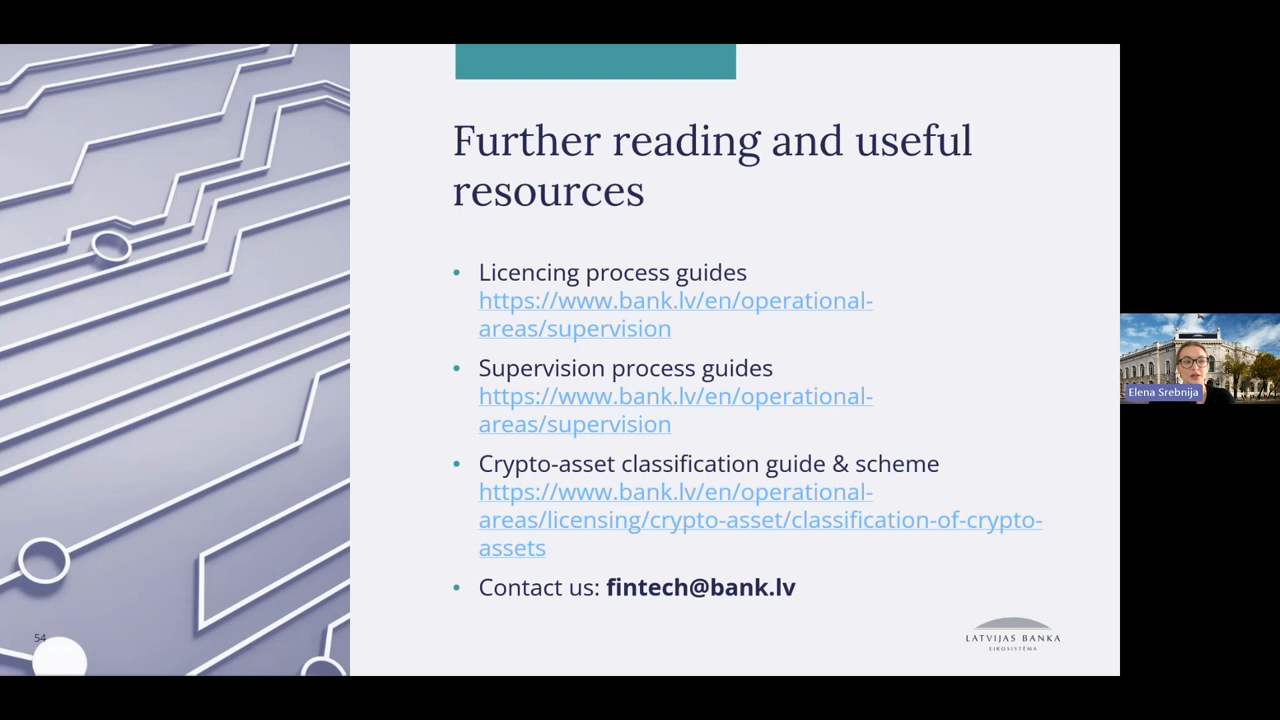 Further reading and useful
resources
• Licencing process guides
https://www.bank.lv/en/operational-
areas/supervision
• Supervision process guides
https://www.bank.lv/en/operational-
areas/supervision
• Crypto-asset classification guide & scheme
https://www.bank.lv/en/operational-
areas/licensing/crypto-asset/classification-of-crypto-
assets
• Contact us: fintech@bank.lv
54
LATVIJAS BANKA
EIROSISTĒMA
Elena Srebnija